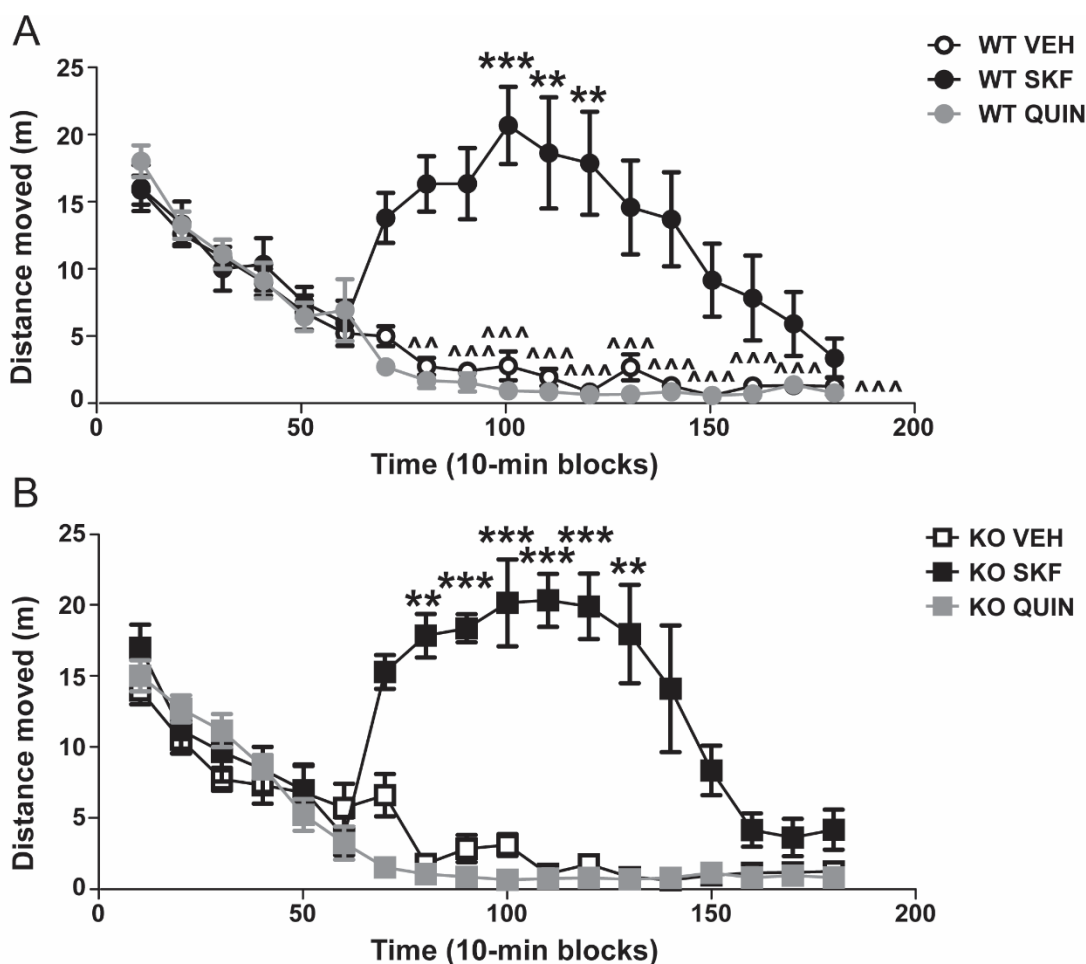 A
WT VEH
WT SKF
WT QUIN
*** ** **
25
20
15
10
5
0
Distance moved (m)
^^ ^^^ ^^^ ^^^ ^^^ ^^^ ^^^ ^^^ ^^^ ^^^ ^^^
0 50 100 150 200
Time (10-min blocks)
B
KO VEH
KO SKF
KO QUIN
** *** *** *** *** **
25
20
15
10
5
0
Distance moved (m)
0 50 100 150 200
Time (10-min blocks)